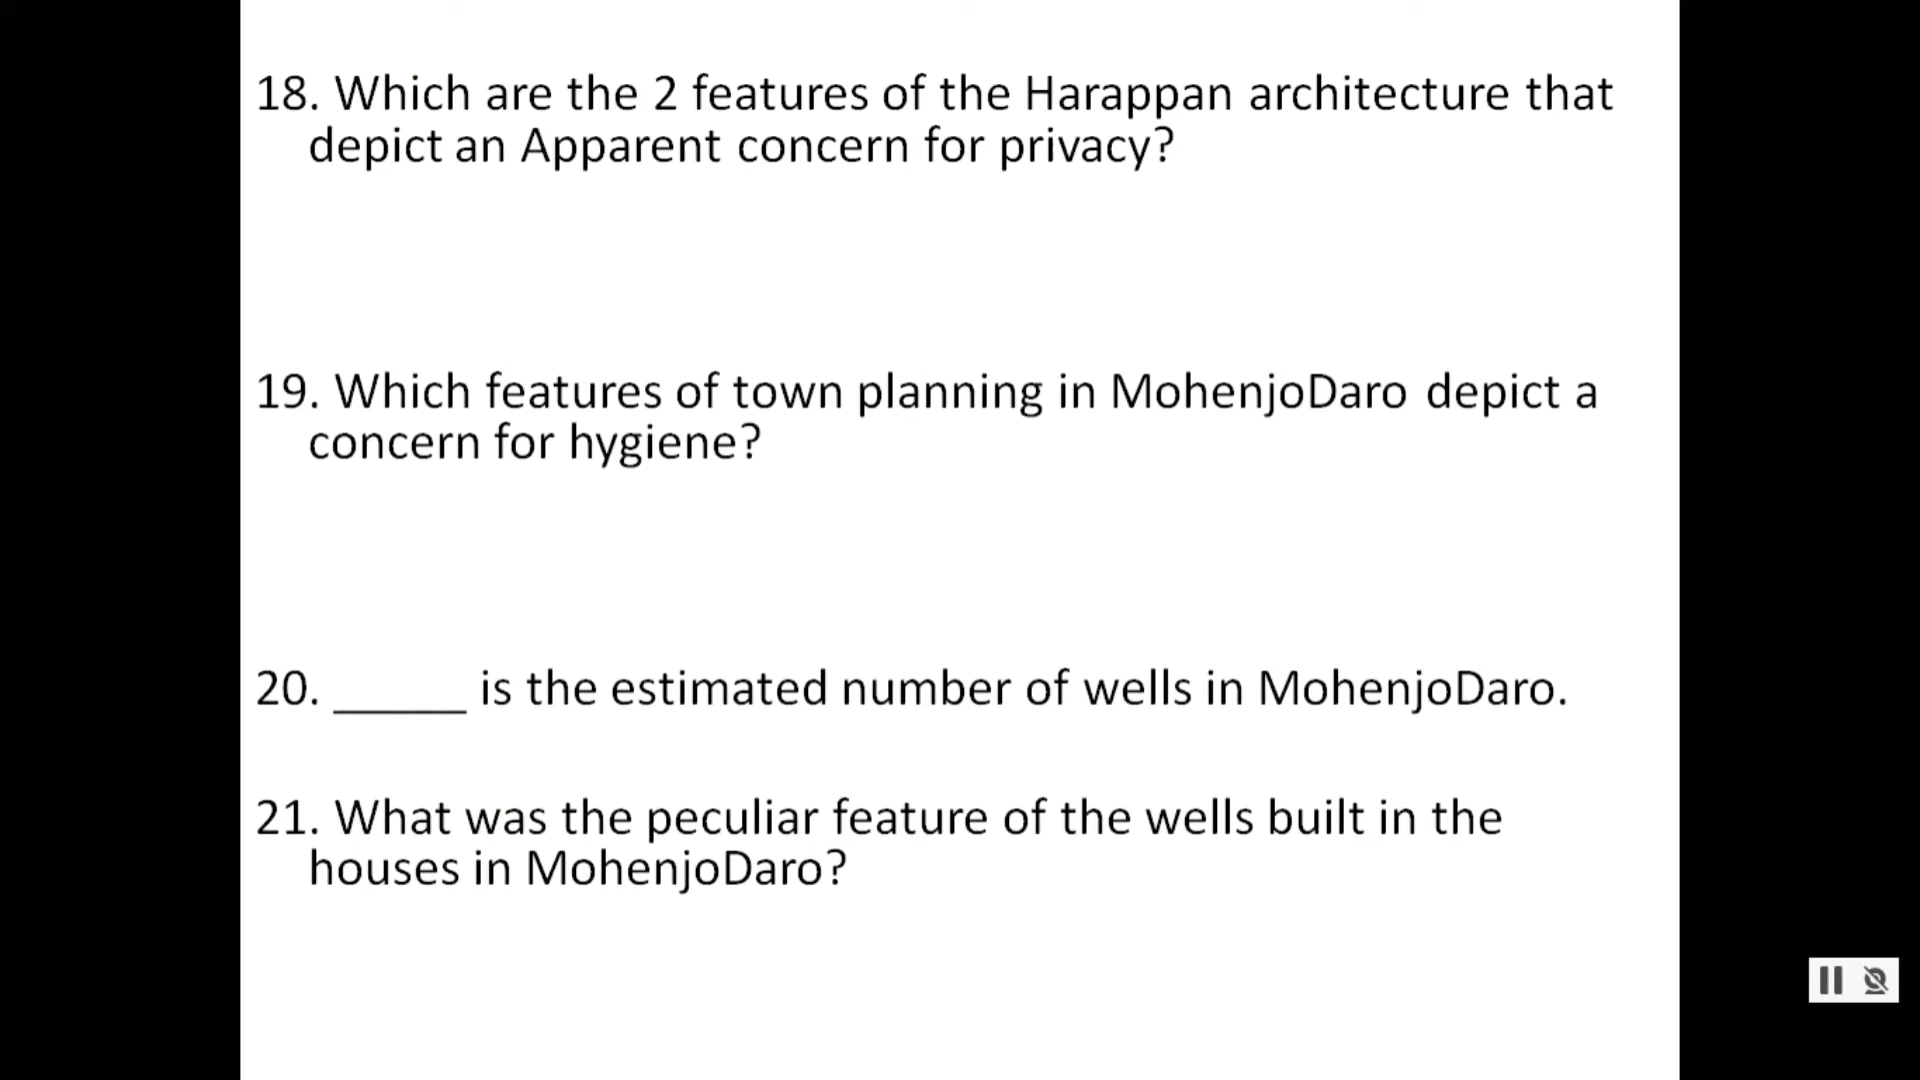 18. Which are the 2 features of the Harappan architecture that
depict an Apparent concern for privacy?
19. Which features of town planning in MohenjoDaro depict a
concern for hygiene?
20. _____ is the estimated number of wells in MohenjoDaro.
21. What was the peculiar feature of the wells built in the
houses in MohenjoDaro?